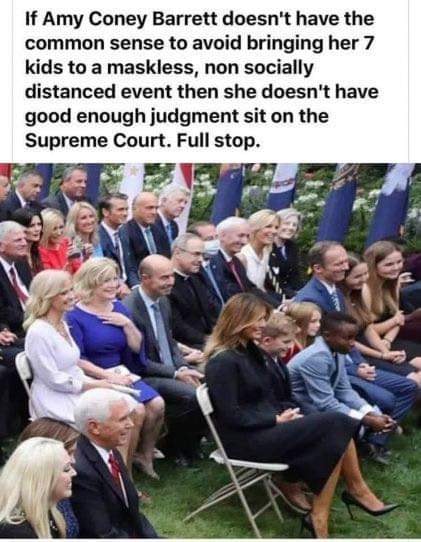 If Amy Coney Barrett doesn't have the
common sense to avoid bringing her 7
kids to a maskless, non socially
distanced event then she doesn't have
good enough judgment sit on the
Supreme Court. Full stop.